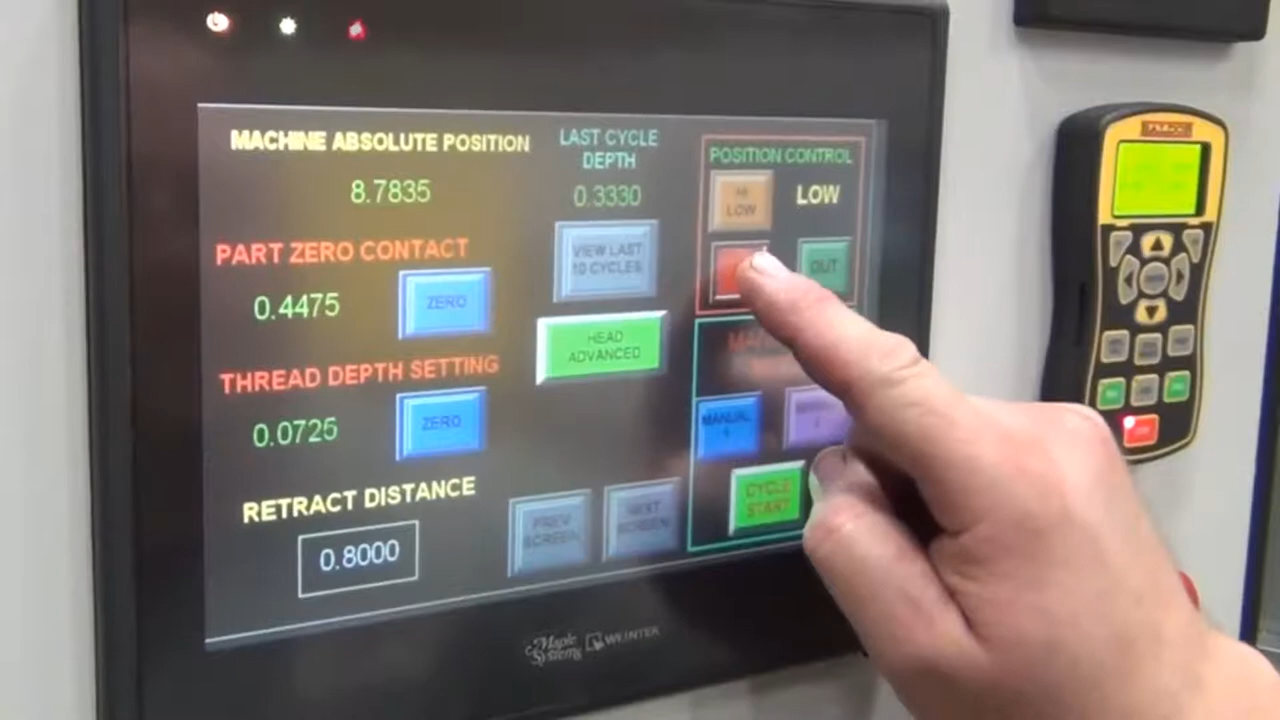 MACHINE ABSOLUTE POSITION
8.7835
PART ZERO CONTACT
0.4475
ZERO
THREAD DEPTH SETTING
0.0725
ZERO
RETRACT DISTANCE
0.8000
LAST CYCLE
DEPTH
0.3330
VIEW LAST
10 CYCLES
HEAD
ADVANCED
PREV
SCREEN
NEXT
SCREEN
POSITION CONTROL
HI
LOW
LOW
OUT
MANUAL
CYCLE
START
Maple
Systems
WEINTEK